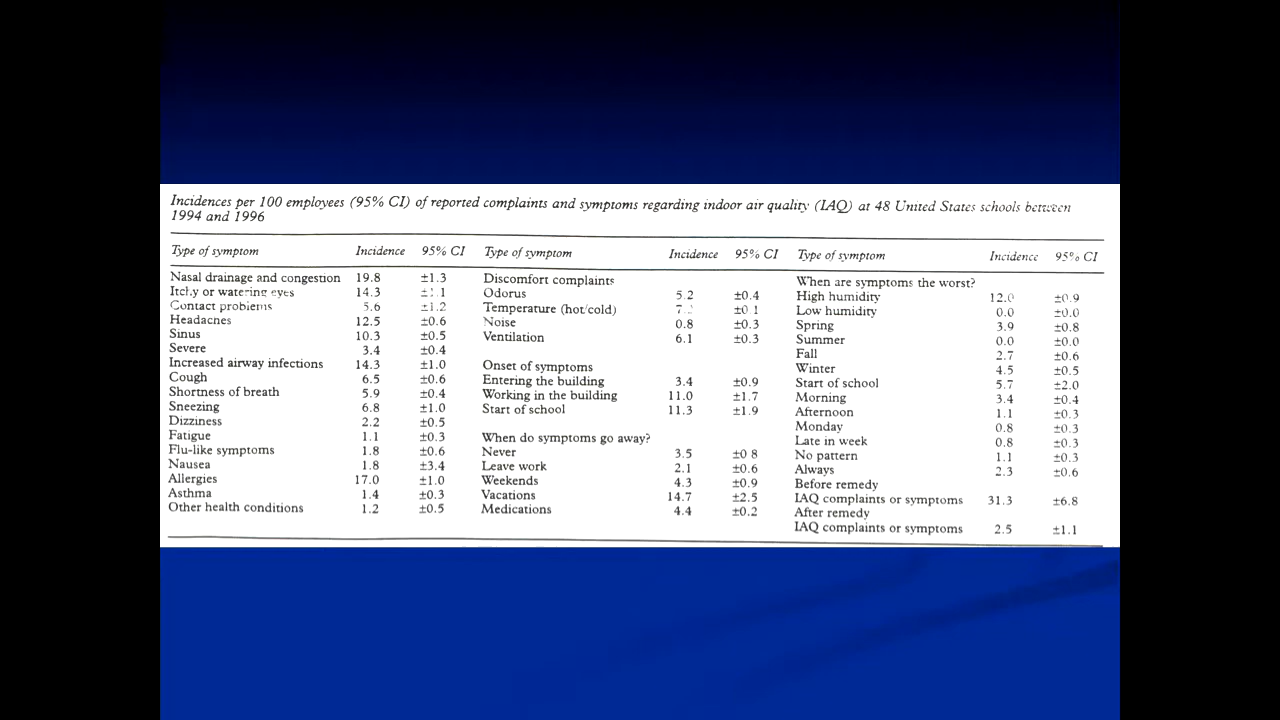 Incidences per 100 employees (95% CI) of reported complaints and symptoms regarding indoor air quality (IAQ) at 48 United States schools between
1994 and 1996
Type of symptom Incidence 95% CI
Nasal drainage and congestion 19.8 ±1.3
Itchy or watering eyes 14.3
Contact problems 5.6 ±1.2
Headaches 12.5 ±0.6
Sinus 10.3 ±0.5
Severe 3.4 ±0.4
Increased airway infections 14.3 ±1.0
Cough 6.5 ±0.6
Shortness of breath 5.9 ±0.4
Sneezing 6.8 ±1.0
Dizziness 2.2 ±0.5
Fatigue 1.1 ±0.3
Flu-like symptoms 1.8 ±0.6
Nausea 1.8 ±3.4
Allergies 17.0 ±1.0
Asthma 1.4 ±0.3
Other health conditions 1.2 ±0.5
Type of symptom Incidence 95% CI
Discomfort complaints
Odorus 5.2 ±0.4
Temperature (hot/cold) ±0.1
Noise 0.8 ±0.3
Ventilation 6.1 ±0.3
Onset of symptoms
Entering the building 3.4 ±0.9
Working in the building 11.0 ±1.7
Start of school 11.3 ±1.9
When do symptoms go away?
Never 3.5 ±0.8
Leave work 2.1 ±0.6
Weekends 4.3 ±0.9
Vacations 14.7 ±2.5
Medications 4.4 ±0.2
Type of symptom Incidence 95% CI
When are symptoms the worst?
High humidity 12.0 ±0.9
Low humidity 0.0 ±0.0
Spring 3.9 ±0.8
Summer 0.0 ±0.0
Fall 2.7 ±0.6
Winter 4.5 ±0.5
Start of school 5.7 ±2.0
Morning 3.4 ±0.4
Afternoon 1.1 ±0.3
Monday 0.8 ±0.3
Late in week 0.8 ±0.3
No pattern 1.1 ±0.3
Always 2.3 ±0.6
Before remedy
IAQ complaints or symptoms 31.3 ±6.8
After remedy
IAQ complaints or symptoms 2.5 ±1.1